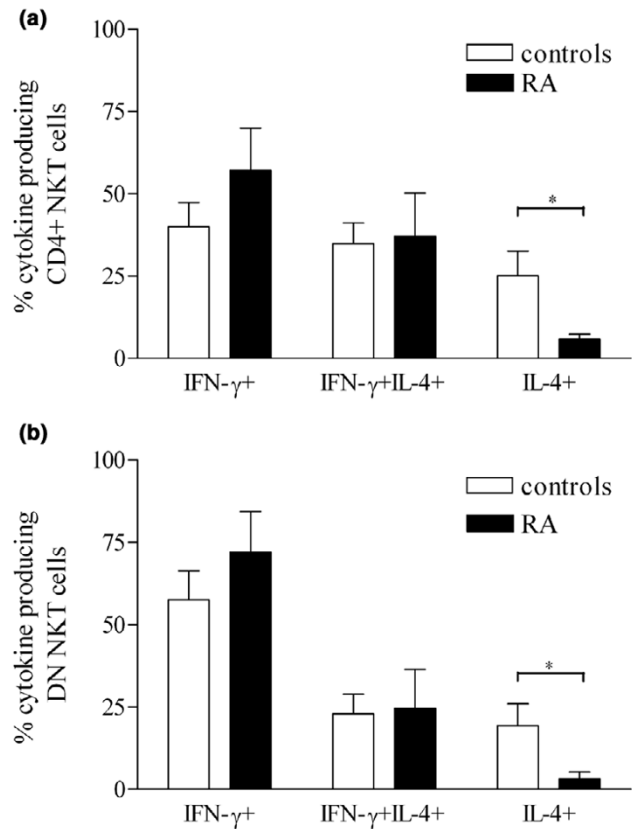 (a)
100
75
50
25
0
% cytokine producing
CD4+ NKT cells
controls
RA
*
IFN-γ+
IFN-γ+IL-4+
IL-4+
(b)
100
75
50
25
0
% cytokine producing
DN NKT cells
controls
RA
*
IFN-γ+
IFN-γ+IL-4+
IL-4+